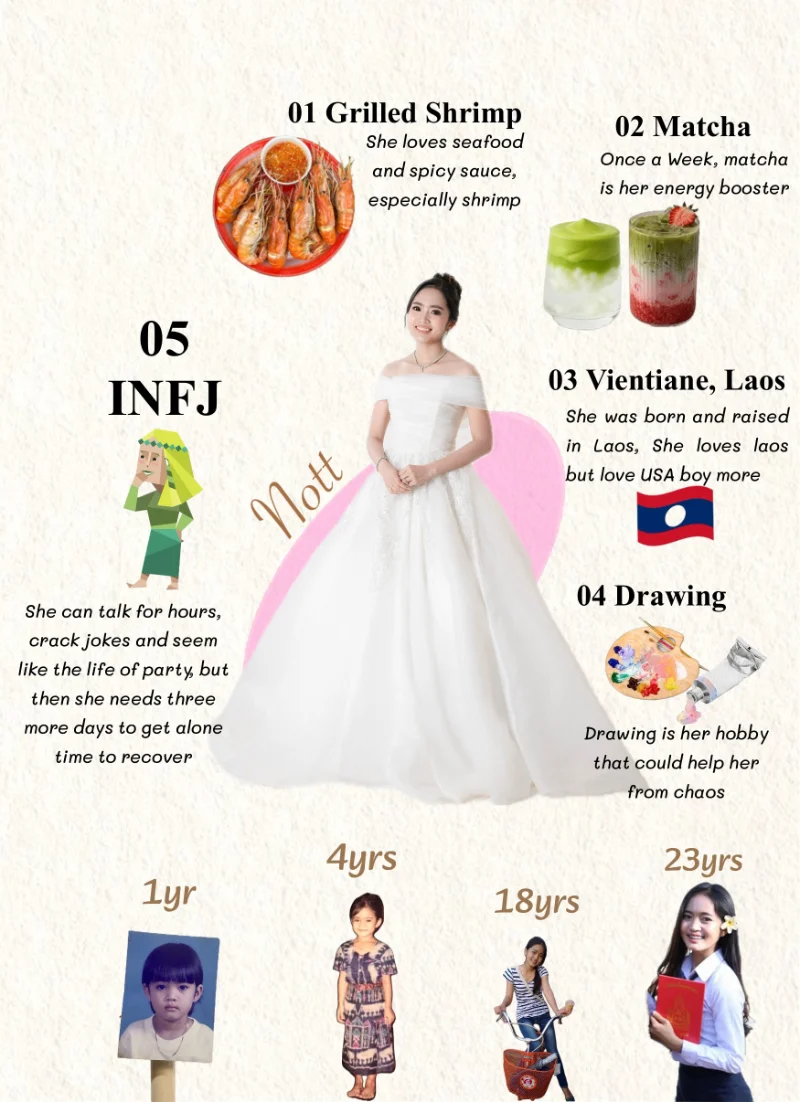 01 Grilled Shrimp
She loves seafood
and spicy sauce,
especially shrimp
02 Matcha
Once a Week, matcha
is her energy booster
03 Vientiane, Laos
She was born and raised
in Laos, She loves laos
but love USA boy more
04 Drawing
Drawing is her hobby
that could help her
from chaos
05
INFJ
She can talk for hours,
crack jokes and seem
like the life of party, but
then she needs three
more days to get alone
time to recover
Nott
1yr
4yrs
18yrs
23yrs